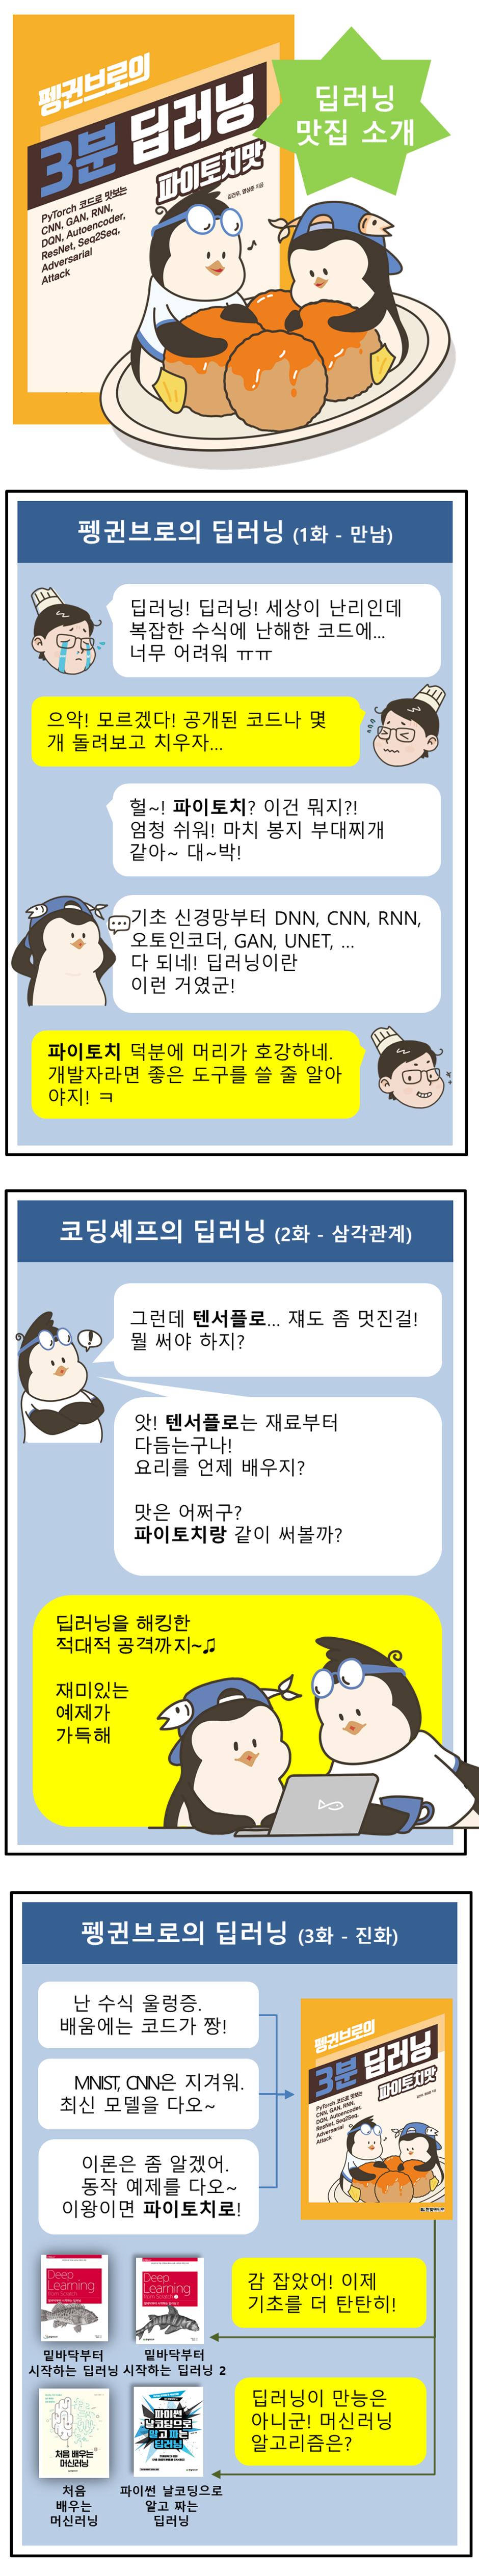 펭귄브로의
3분 딥러닝
파이토치맛
김건우, 염상준 지음
PyTorch 코드로 맛보는
CNN, GAN, RNN,
DQN, Autoencoder,
ResNet, Seq2Seq,
Adversarial
Attack
딥러닝
맛집 소개
펭귄브로의 딥러닝 (1화 - 만남)
딥러닝! 딥러닝! 세상이 난리인데
복잡한 수식에 난해한 코드에...
너무 어려워 ㅠㅠ
으악! 모르겠다! 공개된 코드나 몇
개 돌려보고 치우자...
헐~! 파이토치? 이건 뭐지?!
엄청 쉬워! 마치 봉지 부대찌개
같아~ 대~박!
기초 신경망부터 DNN, CNN, RNN,
오토인코더, GAN, UNET, ...
다 되네! 딥러닝이란
이런 거였군!
파이토치 덕분에 머리가 호강하네.
개발자라면 좋은 도구를 쓸 줄 알아
야지! ㅋ
코딩셰프의 딥러닝 (2화 - 삼각관계)
그런데 텐서플로... 쟤도 좀 멋진걸!
뭘 써야 하지?
앗! 텐서플로는 재료부터
다듬는구나!
요리를 언제 배우지?
맛은 어쩌구?
파이토치랑 같이 써볼까?
딥러닝을 해킹한
적대적 공격까지~♫
재미있는
예제가
가득해
펭귄브로의 딥러닝 (3화 - 진화)
난 수식 울렁증.
배움에는 코드가 짱!
MNIST, CNN은 지겨워.
최신 모델을 다오~
이론은 좀 알겠어.
동작 예제를 다오~
이왕이면 파이토치로!
펭귄브로의
3분 딥러닝
파이토치맛
PyTorch 코드로 맛보는
CNN, GAN, RNN,
DQN, Autoencoder,
ResNet, Seq2Seq,
Adversarial
Attack
한빛미디어
감 잡았어! 이제
기초를 더 탄탄히!
Deep
Learning
from Scratch
Deep
Learning
from Scratch
밑바닥부터
시작하는 딥러닝
밑바닥부터
시작하는 딥러닝 2
딥러닝이 만능은
아니군! 머신러닝
알고리즘은?
처음 배우는
머신러닝
파이썬
날코딩으로
알고 짜는
딥러닝
처음
배우는
머신러닝
파이썬 날코딩으로
알고 짜는
딥러닝